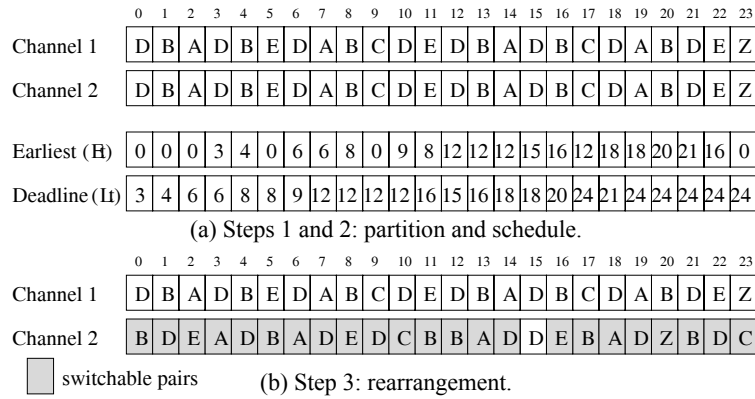 0 1 2 3 4 5 6 7 8 9 10 11 12 13 14 15 16 17 18 19 20 21 22 23
Channel 1 D B A D B E D A B C D E D B A D B C D A B D E Z
Channel 2 D B A D B E D A B C D E D B A D B C D A B D E Z
Earliest (Et) 0 0 0 3 4 0 6 6 8 0 9 8 12 12 12 15 16 12 18 18 20 21 16 0
Deadline (Lt) 3 4 6 6 8 8 9 12 12 12 12 16 15 16 18 18 20 24 21 24 24 24 24 24
(a) Steps 1 and 2: partition and schedule.
0 1 2 3 4 5 6 7 8 9 10 11 12 13 14 15 16 17 18 19 20 21 22 23
Channel 1 D B A D B E D A B C D E D B A D B C D A B D E Z
Channel 2 B D E A D B A D E D C B B A D D E B A D Z B D C
switchable pairs
(b) Step 3: rearrangement.